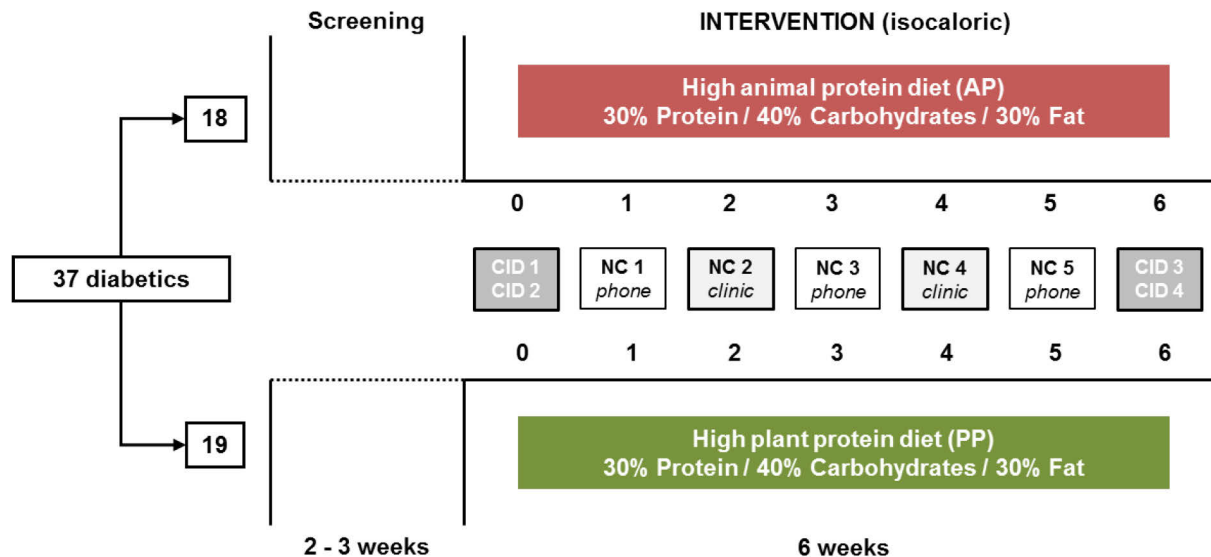 Screening
INTERVENTION (isocaloric)
High animal protein diet (AP)
30% Protein / 40% Carbohydrates / 30% Fat
18
0 1 2 3 4 5 6
37 diabetics
CID 1
CID 2
NC 1
phone
NC 2
clinic
NC 3
phone
NC 4
clinic
NC 5
phone
CID 3
CID 4
0 1 2 3 4 5 6
19
High plant protein diet (PP)
30% Protein / 40% Carbohydrates / 30% Fat
2 - 3 weeks
6 weeks